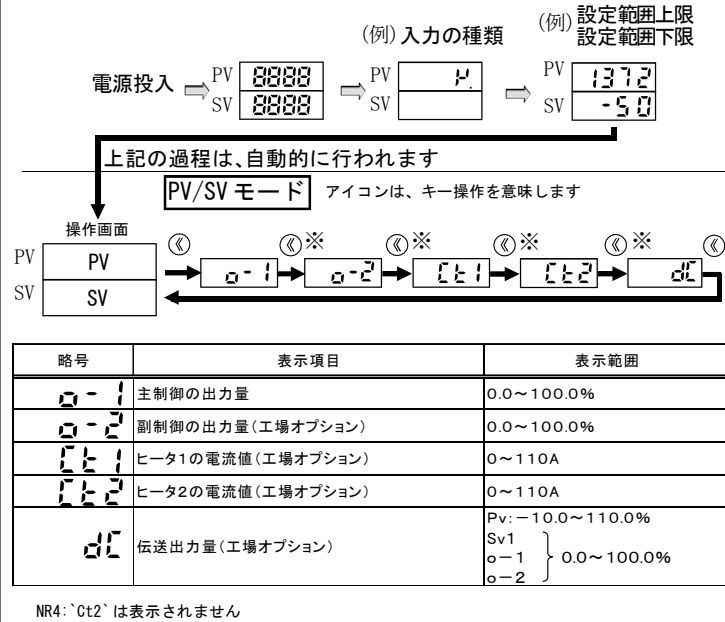 (例) 入力の種類
(例) 設定範囲上限
設定範囲下限
電源投入
PV 8888
SV 8888
PV
SV
PV 1372
SV -50
上記の過程は、自動的に行われます
PV/SV モード アイコンは、キー操作を意味します
操作画面
PV PV
SV SV
《 o-1 《※ o-2 《※ Ct1 《※ Ct2 《※ dC 《
略号 表示項目 表示範囲
o-1 主制御の出力量 0.0～100.0%
o-2 副制御の出力量(工場オプション) 0.0～100.0%
Ct1 ヒータ1の電流値(工場オプション) 0～110A
Ct2 ヒータ2の電流値(工場オプション) 0～110A
dC 伝送出力量(工場オプション)
Pv:－10.0～110.0%
Sv1
o－1 0.0～100.0%
o－2
NR4:`Ct2`は表示されません